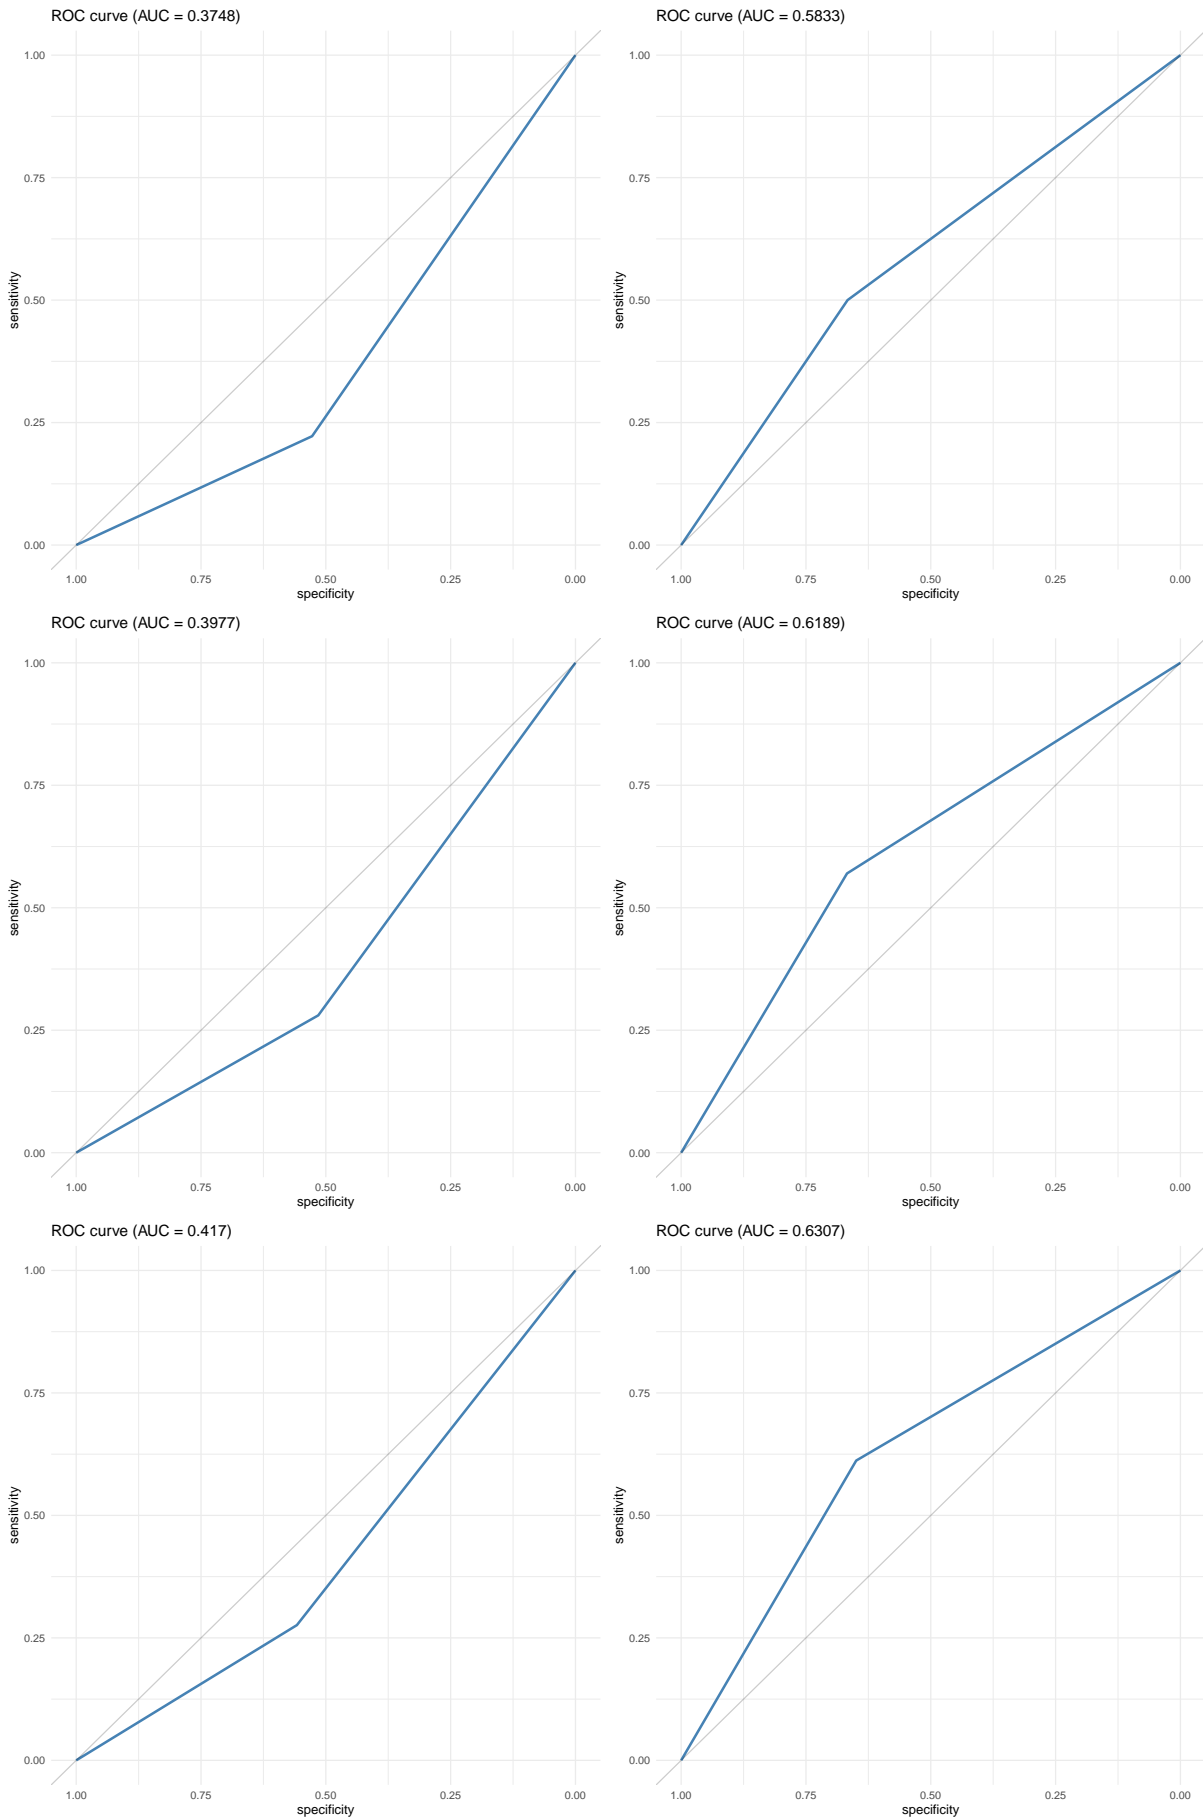 ROC curve (AUC = 0.3748)
1.00
0.75
0.50
0.25
0.00
sensitivity
1.00 0.75 0.50 0.25 0.00
specificity
ROC curve (AUC = 0.5833)
1.00
0.75
0.50
0.25
0.00
sensitivity
1.00 0.75 0.50 0.25 0.00
specificity
ROC curve (AUC = 0.3977)
1.00
0.75
0.50
0.25
0.00
sensitivity
1.00 0.75 0.50 0.25 0.00
specificity
ROC curve (AUC = 0.6189)
1.00
0.75
0.50
0.25
0.00
sensitivity
1.00 0.75 0.50 0.25 0.00
specificity
ROC curve (AUC = 0.417)
1.00
0.75
0.50
0.25
0.00
sensitivity
1.00 0.75 0.50 0.25 0.00
specificity
ROC curve (AUC = 0.6307)
1.00
0.75
0.50
0.25
0.00
sensitivity
1.00 0.75 0.50 0.25 0.00
specificity